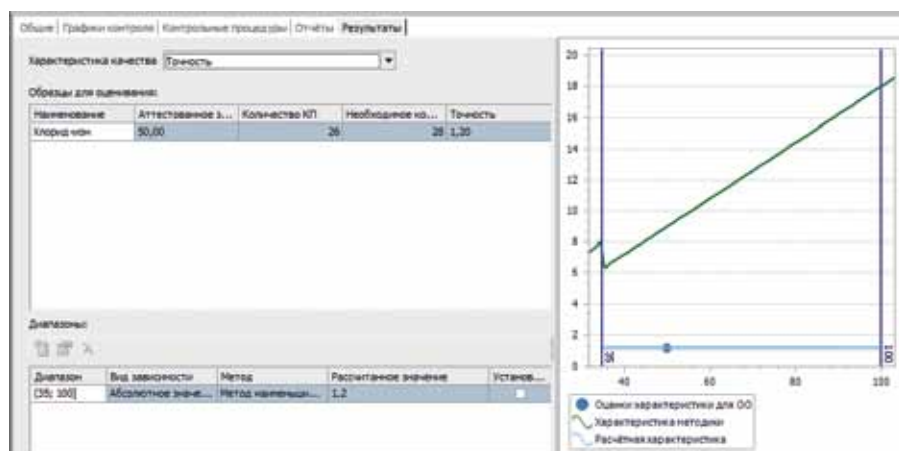 Общие | Графики контроля | Контрольные процедуры | Отчёты | Результаты
Характеристика качества Точность
Образцы для оценивания:
Наименование Аттестованное з... Количество КП Необходимое ко... Точность
Хлорид-ион 50,00 26 26 1,20
Диапазоны:
Диапазон Вид зависимости Метод Рассчитанное значение Установ...
[35; 100] Абсолютное значе... Метод наименьши... 1.2
20
18
16
14
12
10
8
6
4
2
0
35
100
40 60 80 100
Оценки характеристики для ОО
Характеристика методики
Расчётная характеристика